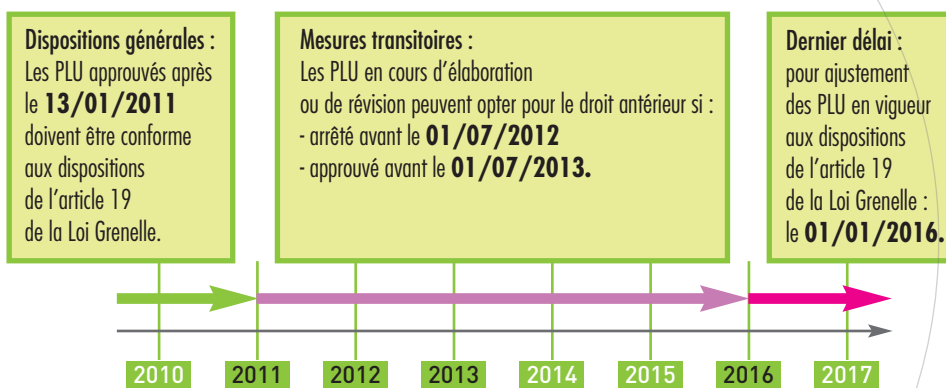 Dispositions générales :
Les PLU approuvés après
le 13/01/2011
doivent être conforme
aux dispositions
de l'article 19
de la Loi Grenelle.
Mesures transitoires :
Les PLU en cours d'élaboration
ou de révision peuvent opter pour le droit antérieur si :
- arrêté avant le 01/07/2012
- approuvé avant le 01/07/2013.
Dernier délai :
pour ajustement
des PLU en vigueur
aux dispositions
de l'article 19
de la Loi Grenelle :
le 01/01/2016.
2010 2011 2012 2013 2014 2015 2016 2017